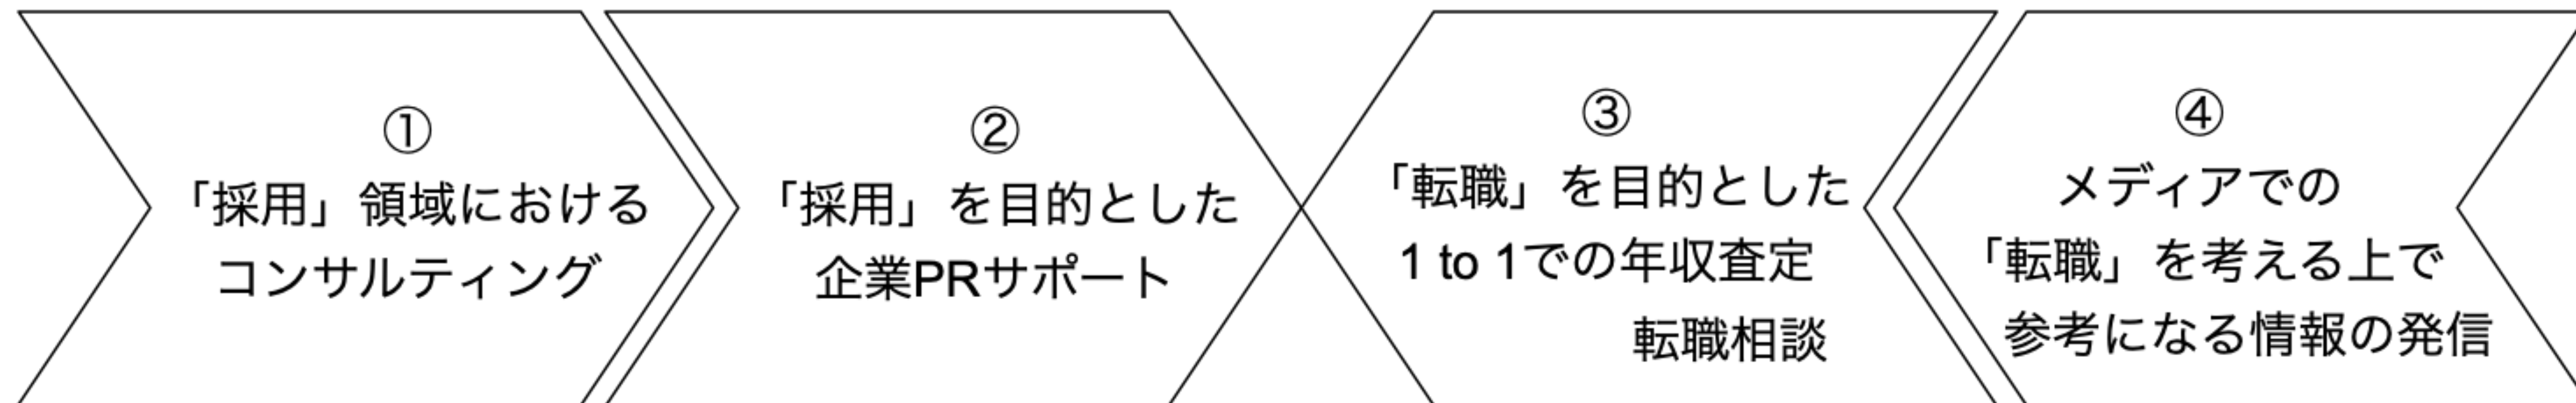 ①
「採用」領域における
コンサルティング
②
「採用」を目的とした
企業PRサポート
③
「転職」を目的とした
1 to 1での年収査定
転職相談
④
メディアでの
「転職」を考える上で
参考になる情報の発信